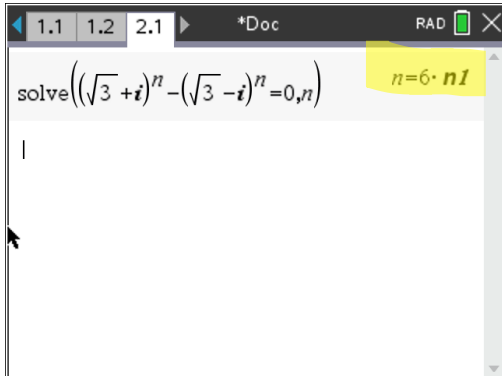 1.1 1.2 2.1 *Doc RAD
solve((√3+i)ⁿ−(√3−i)ⁿ=0,n) n=6·n1